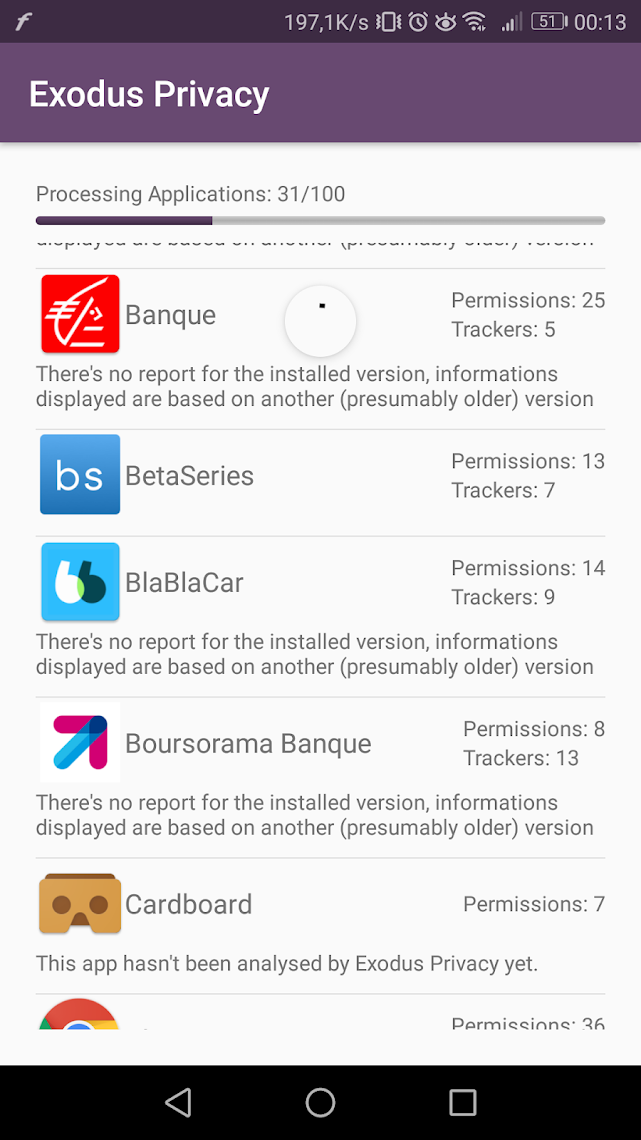 197,1K/s 51 00:13
Exodus Privacy
Processing Applications: 31/100
displayed are based on another (presumably older) version
Banque
Permissions: 25
Trackers: 5
There's no report for the installed version, informations
displayed are based on another (presumably older) version
bs
BetaSeries
Permissions: 13
Trackers: 7
BlaBlaCar
Permissions: 14
Trackers: 9
There's no report for the installed version, informations
displayed are based on another (presumably older) version
Boursorama Banque
Permissions: 8
Trackers: 13
There's no report for the installed version, informations
displayed are based on another (presumably older) version
Cardboard
Permissions: 7
This app hasn't been analysed by Exodus Privacy yet.
Permissions: 36